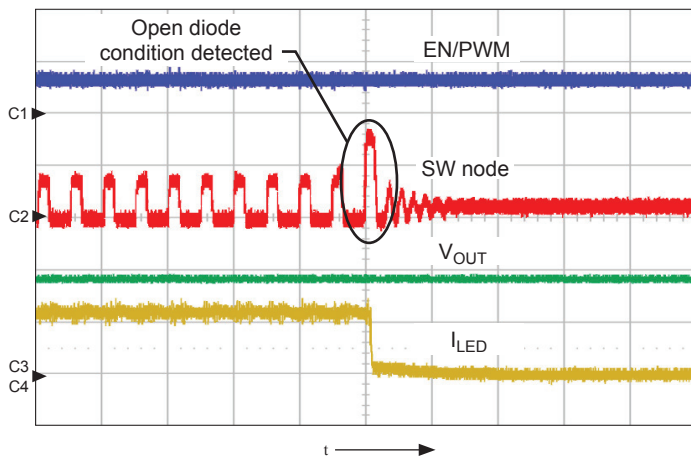 Open diode
condition detected
EN/PWM
C1
SW node
C2
VOUT
ILED
C3
C4
t